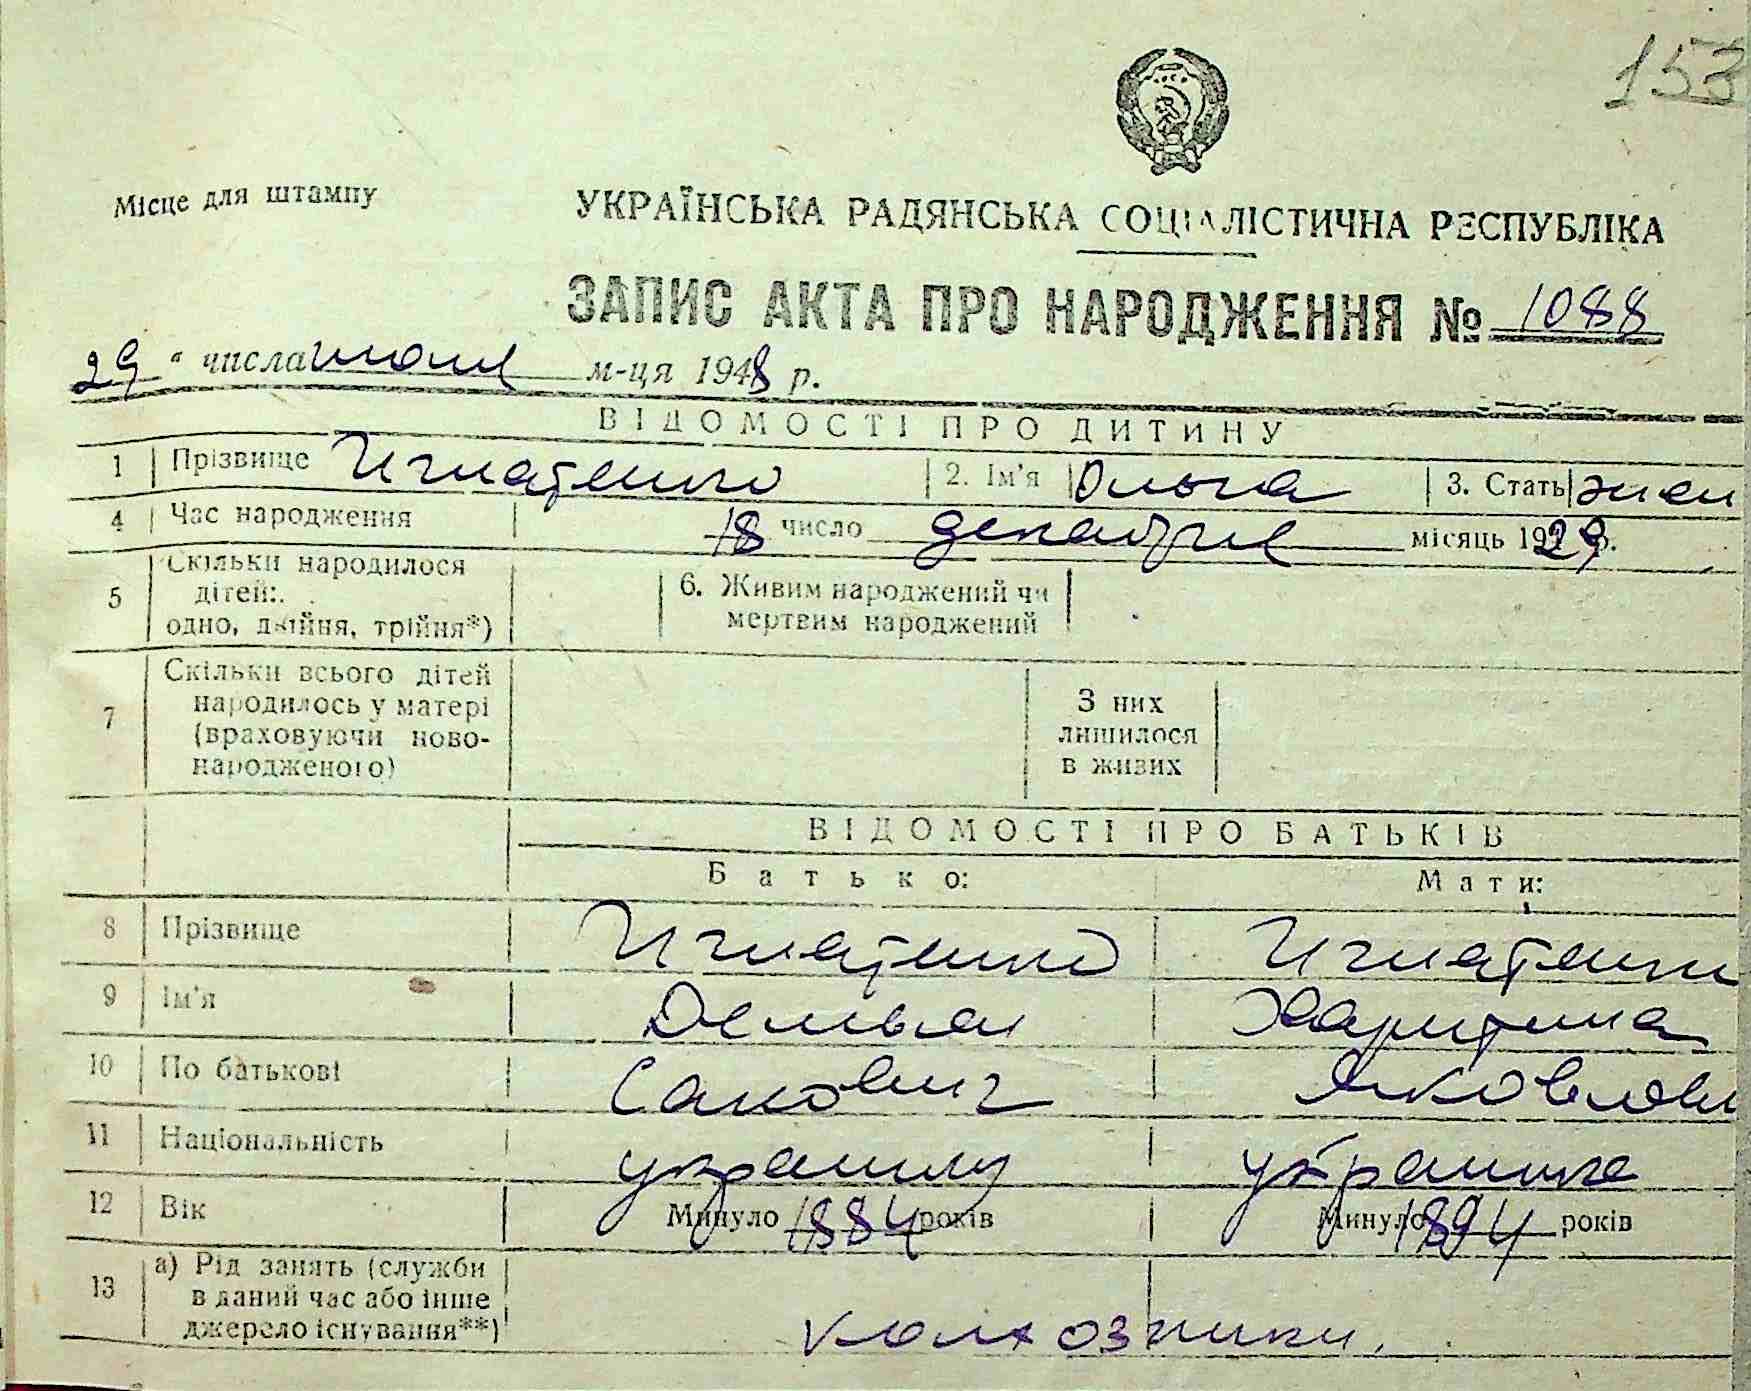 153
Місце для штампу
УКРАЇНСЬКА РАДЯНСЬКА СОЦІАЛІСТИЧНА РЕСПУБЛІКА
ЗАПИС АКТА ПРО НАРОДЖЕННЯ № 1088
29 " числа июля м-ця 1948 р.
ВІДОМОСТІ ПРО ДИТИНУ
1 Прізвище Игнатенко 2. Ім'я Ольга 3. Стать жен
4 Час народження 18 число декабрие місяць 1929 р.
5 Скільки народилося дітей: одно, двійня, трійня*) 6. Живим народжений чи мертвим народжений
7 Скільки всього дітей народилось у матері (враховуючи новонародженого) З них лишилося в живих
ВІДОМОСТІ ПРО БАТЬКІВ
Батько: Мати:
8 Прізвище Игнатенко Игнатенко
9 Ім'я Демьян Харитина
10 По батькові Сакович Яковлевн
11 Національність украинец украинка
12 Вік Минуло 1884 років Минуло 1894 років
13 а) Рід занять (служби в даний час або інше джерело існування**) колхозники.